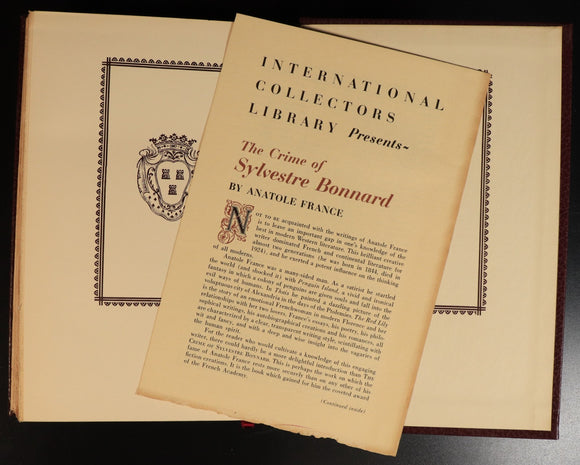 INTERNATIONAL
COLLECTORS
LIBRARY Presents~
The Crime of
Sylvestre Bonnard
BY ANATOLE FRANCE
NOT TO BE acquainted with the writings of Anatole France
is to leave an important gap in one's knowledge of the
best in modern Western literature. This brilliant creative
writer dominated French and continental literature for
almost two generations (he was born in 1844, died in
1924), and he exerted a potent influence on the thinking
of all moderns.
Anatole France was a many-sided man. As a satirist he startled
the world (and shocked it) with Penguin Island, a vivid and ironical
fantasy in which a colony of penguins are given souls and fall into the
evil ways of humans. In Thaïs he painted a dazzling picture of the
voluptuous city of Alexandria in the days of the Ptolemies. The Red Lily
is the story of an emotional Frenchwoman in modern Florence and her
relationships with her two lovers. France's essays, his poetry, his philo-
sophical writings, his autobiographical creations and his romances, all
are characterized by a clear, transparent writing style, scintillating with
wit and fancy, and with a deep and wise insight into the vagaries of
the human spirit.
For the reader who would cultivate a knowledge of this engaging
writer, there could hardly be a more delightful introduction than THE
CRIME OF SYLVESTRE BONNARD. This is perhaps the work on which the
fame of Anatole France rests more securely than on any other of his
fiction creations. It is the book which gained for him the coveted award
of the French Academy.
(Continued inside)